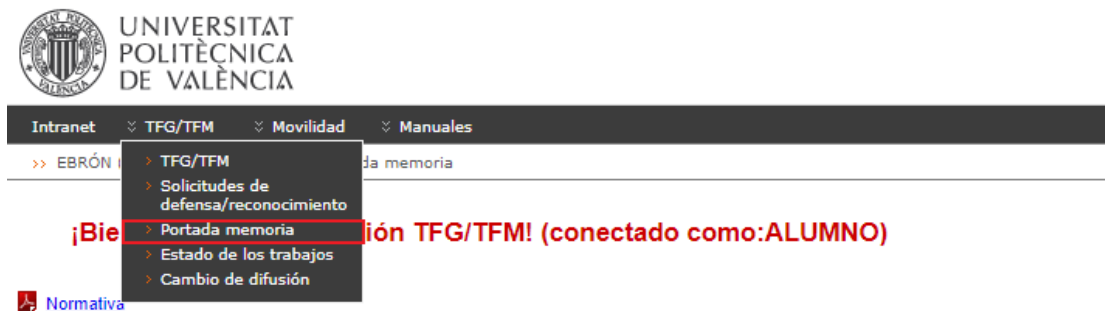 UNIVERSITAT
POLITÈCNICA
DE VALÈNCIA
Intranet TFG/TFM Movilidad Manuales
>> EBRÓN da memoria
TFG/TFM
Solicitudes de
defensa/reconocimiento
Portada memoria
Estado de los trabajos
Cambio de difusión
¡Bie ión TFG/TFM! (conectado como:ALUMNO)
Normativa